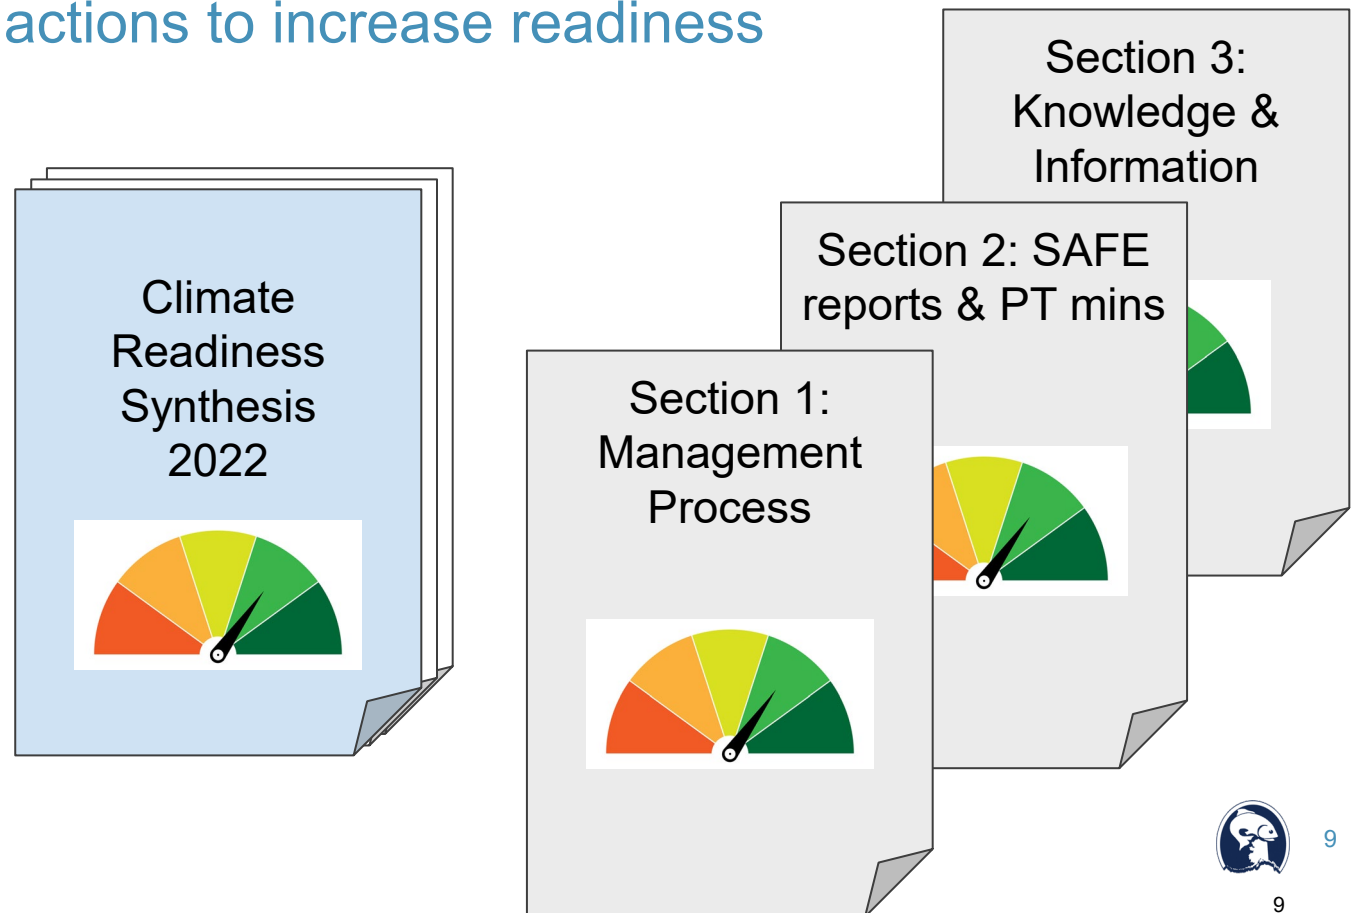 actions to increase readiness
Climate
Readiness
Synthesis
2022
Section 1:
Management
Process
Section 2: SAFE
reports & PT mins
Section 3:
Knowledge &
Information
9
9